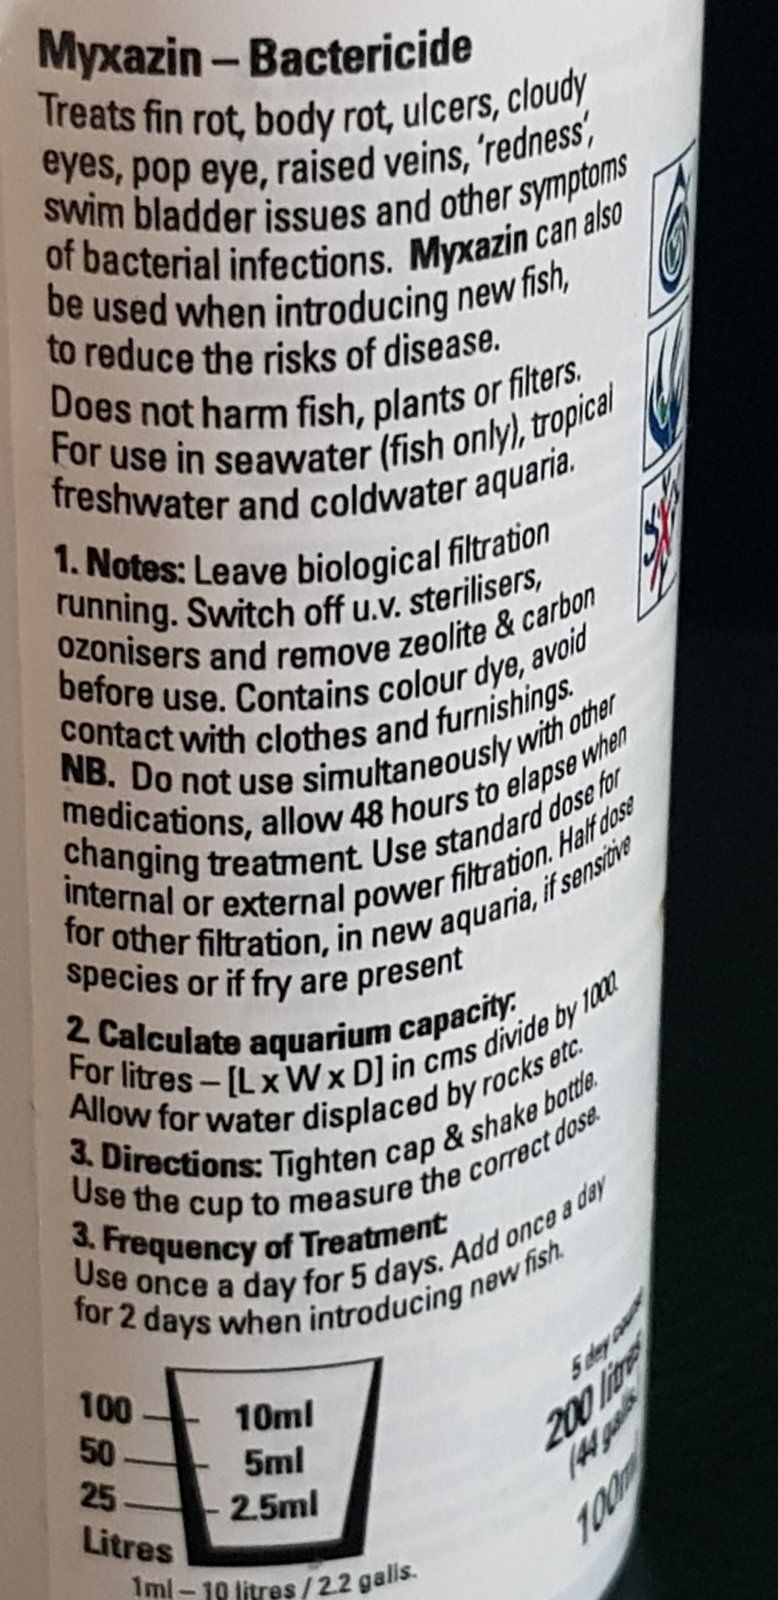 Myxazin – Bactericide
Treats fin rot, body rot, ulcers, cloudy
eyes, pop eye, raised veins, ‘redness’,
swim bladder issues and other symptoms
of bacterial infections. Myxazin can also
be used when introducing new fish,
to reduce the risks of disease.
Does not harm fish, plants or filters.
For use in seawater (fish only), tropical
freshwater and coldwater aquaria.
1. Notes: Leave biological filtration
running. Switch off u.v. sterilisers,
ozonisers and remove zeolite & carbon
before use. Contains colour dye, avoid
contact with clothes and furnishings.
NB. Do not use simultaneously with other
medications, allow 48 hours to elapse when
changing treatment. Use standard dose for
internal or external power filtration. Half dose
for other filtration, in new aquaria, if sensitive
species or if fry are present
2. Calculate aquarium capacity:
For litres – [L x W x D] in cms divide by 1000.
Allow for water displaced by rocks etc.
3. Directions: Tighten cap & shake bottle.
Use the cup to measure the correct dose.
3. Frequency of Treatment:
Use once a day for 5 days. Add once a day
for 2 days when introducing new fish.
100 10ml
50 5ml
25 2.5ml
Litres
1ml – 10 litres / 2.2 galls.
5 day course
200 litres
(44 galls.
100m